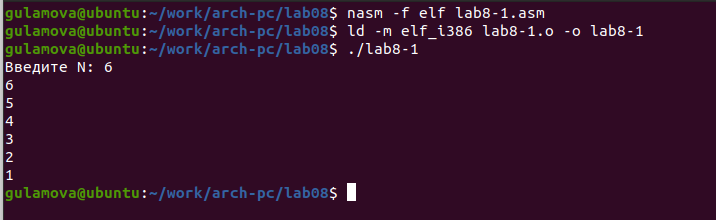 gulamova@ubuntu:~/work/arch-pc/lab08$ nasm -f elf lab8-1.asm
gulamova@ubuntu:~/work/arch-pc/lab08$ ld -m elf_i386 lab8-1.o -o lab8-1
gulamova@ubuntu:~/work/arch-pc/lab08$ ./lab8-1
Введите N: 6
6
5
4
3
2
1
gulamova@ubuntu:~/work/arch-pc/lab08$